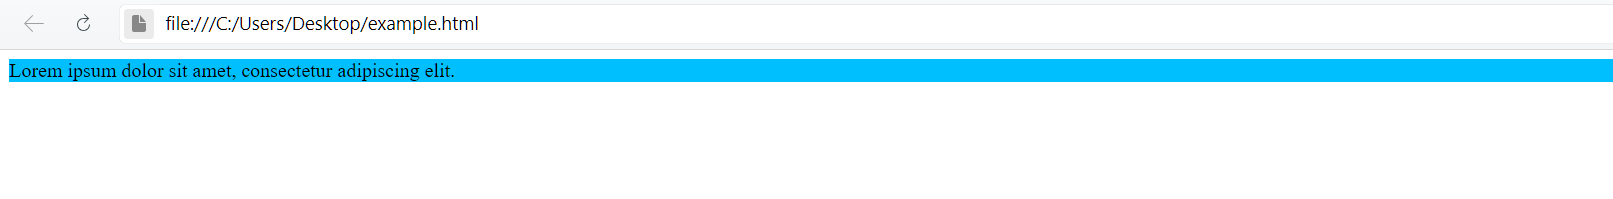 file:///C:/Users/Desktop/example.html
Lorem ipsum dolor sit amet, consectetur adipiscing elit.